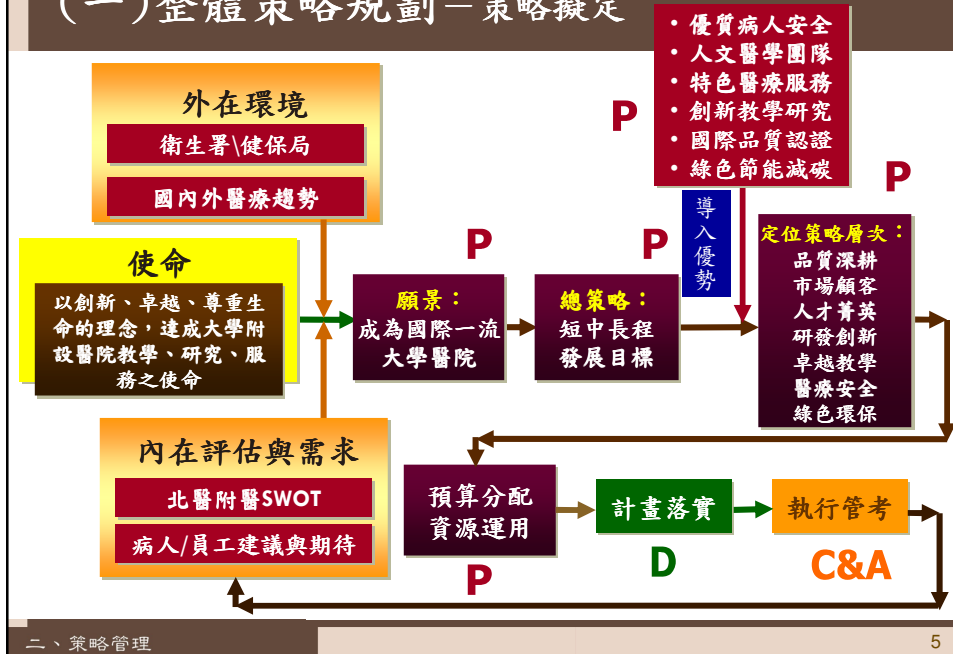 (一)整體策略規劃－策略擬定
• 優質病人安全
• 人文醫學團隊
• 特色醫療服務
• 創新教學研究
• 國際品質認證
• 綠色節能減碳
P
P
外在環境
衛生署\健保局
國內外醫療趨勢
導入優勢
使命
以創新、卓越、尊重生
命的理念，達成大學附
設醫院教學、研究、服
務之使命
P
願景：
成為國際一流
大學醫院
P
總策略：
短中長程
發展目標
定位策略層次：
品質深耕
市場顧客
人才菁英
研發創新
卓越教學
醫療安全
綠色環保
內在評估與需求
北醫附醫SWOT
病人/員工建議與期待
預算分配
資源運用
P
計畫落實
D
執行管考
C&A
二、策略管理
5